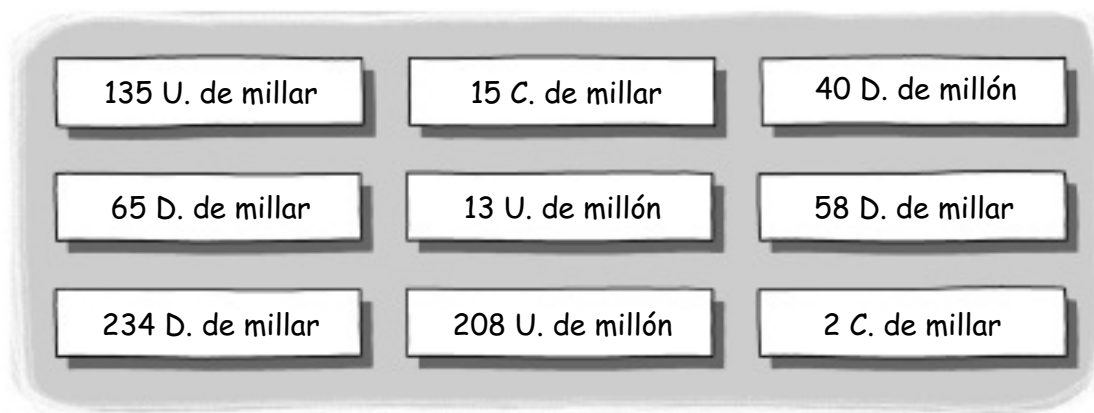 135 U. de millar
15 C. de millar
40 D. de millón
65 D. de millar
13 U. de millón
58 D. de millar
234 D. de millar
208 U. de millón
2 C. de millar